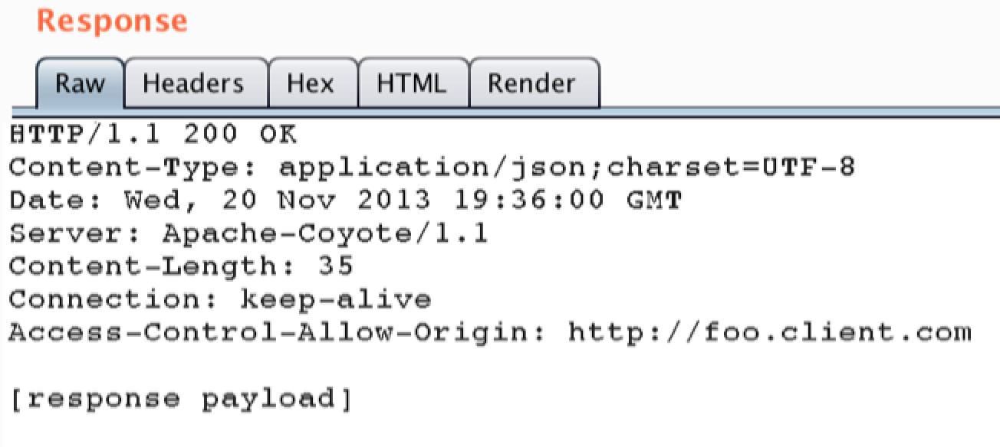 Response
Raw Headers Hex HTML Render
HTTP/1.1 200 OK
Content-Type: application/json;charset=UTF-8
Date: Wed, 20 Nov 2013 19:36:00 GMT
Server: Apache-Coyote/1.1
Content-Length: 35
Connection: keep-alive
Access-Control-Allow-Origin: http://foo.client.com
[response payload]